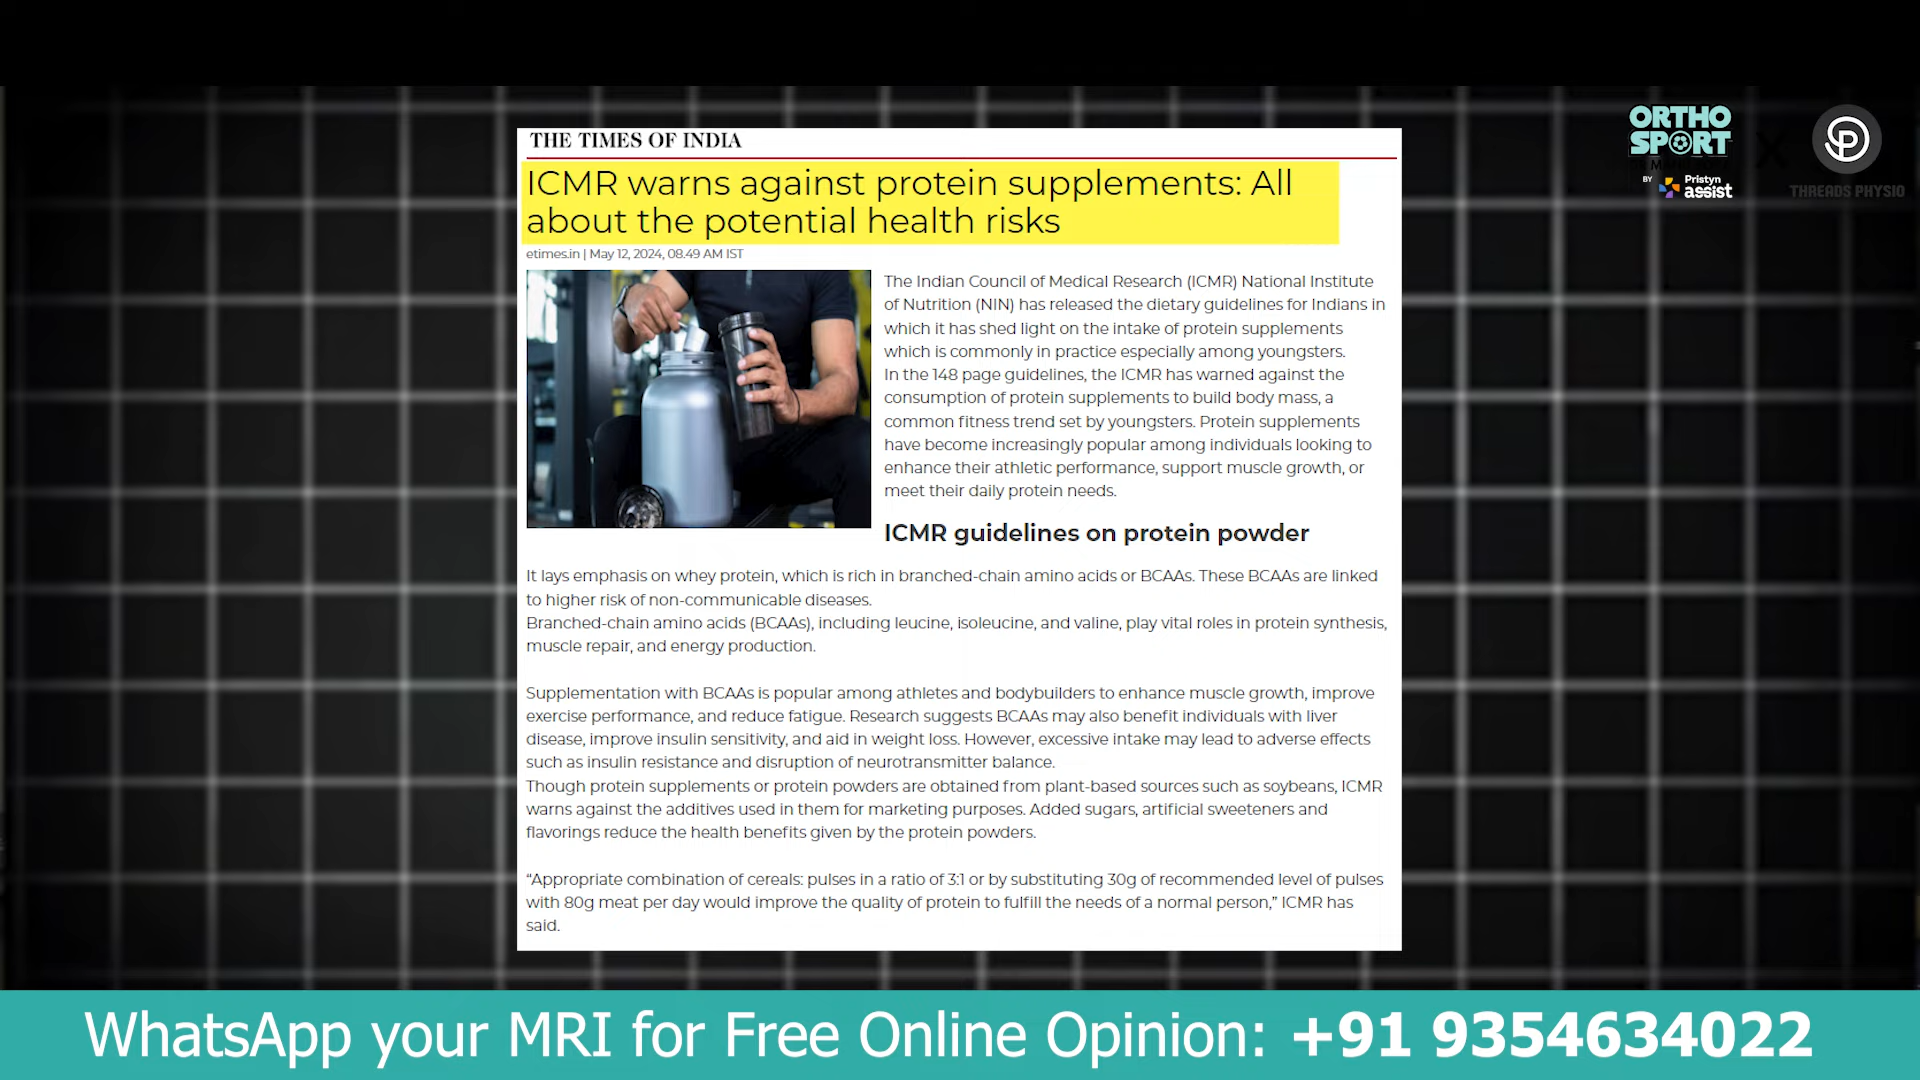 ORTHO
SPORT
BY Pristyn
assist
THREADS PHYSIO
THE TIMES OF INDIA
ICMR warns against protein supplements: All
about the potential health risks
etimes.in | May 12, 2024, 08.49 AM IST
The Indian Council of Medical Research (ICMR) National Institute
of Nutrition (NIN) has released the dietary guidelines for Indians in
which it has shed light on the intake of protein supplements
which is commonly in practice especially among youngsters.
In the 148 page guidelines, the ICMR has warned against the
consumption of protein supplements to build body mass, a
common fitness trend set by youngsters. Protein supplements
have become increasingly popular among individuals looking to
enhance their athletic performance, support muscle growth, or
meet their daily protein needs.
ICMR guidelines on protein powder
It lays emphasis on whey protein, which is rich in branched-chain amino acids or BCAAs. These BCAAs are linked
to higher risk of non-communicable diseases.
Branched-chain amino acids (BCAAs), including leucine, isoleucine, and valine, play vital roles in protein synthesis,
muscle repair, and energy production.
Supplementation with BCAAs is popular among athletes and bodybuilders to enhance muscle growth, improve
exercise performance, and reduce fatigue. Research suggests BCAAs may also benefit individuals with liver
disease, improve insulin sensitivity, and aid in weight loss. However, excessive intake may lead to adverse effects
such as insulin resistance and disruption of neurotransmitter balance.
Though protein supplements or protein powders are obtained from plant-based sources such as soybeans, ICMR
warns against the additives used in them for marketing purposes. Added sugars, artificial sweeteners and
flavorings reduce the health benefits given by the protein powders.
“Appropriate combination of cereals: pulses in a ratio of 3:1 or by substituting 30g of recommended level of pulses
with 80g meat per day would improve the quality of protein to fulfill the needs of a normal person,” ICMR has
said.
WhatsApp your MRI for Free Online Opinion: +91 9354634022